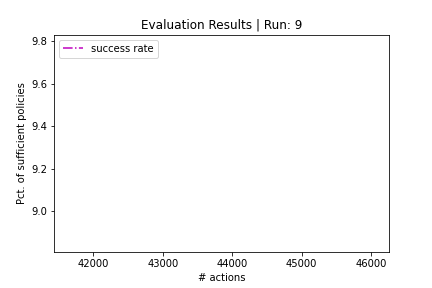 Evaluation Results | Run: 9
success rate
Pct. of sufficient policies
9.8
9.6
9.4
9.2
9.0
42000 43000 44000 45000 46000
# actions